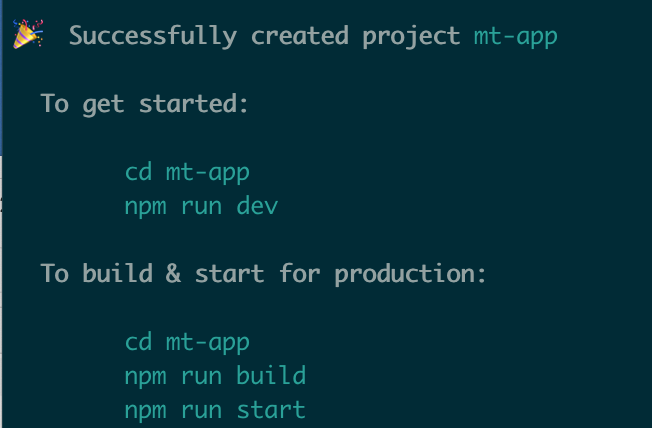 🎉 Successfully created project mt-app
To get started:
cd mt-app
npm run dev
To build & start for production:
cd mt-app
npm run build
npm run start